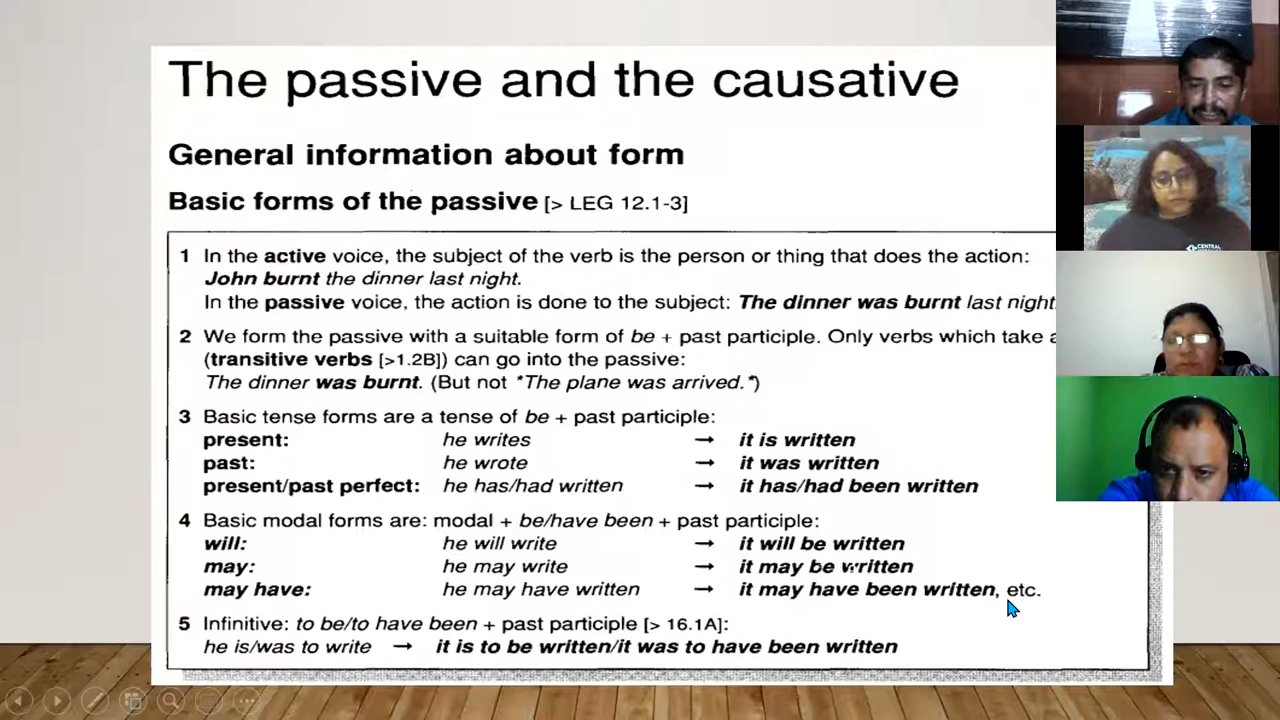 The passive and the causative
General information about form
Basic forms of the passive [> LEG 12.1-3]
1 In the active voice, the subject of the verb is the person or thing that does the action:
John burnt the dinner last night.
In the passive voice, the action is done to the subject: The dinner was burnt last night.
2 We form the passive with a suitable form of be + past participle. Only verbs which take
(transitive verbs [>1.2B]) can go into the passive:
The dinner was burnt. (But not *The plane was arrived.*)
3 Basic tense forms are a tense of be + past participle:
present: he writes → it is written
past: he wrote → it was written
present/past perfect: he has/had written → it has/had been written
4 Basic modal forms are: modal + be/have been + past participle:
will: he will write → it will be written
may: he may write → it may be written
may have: he may have written → it may have been written, etc.
5 Infinitive: to be/to have been + past participle [> 16.1A]:
he is/was to write → it is to be written/it was to have been written
CENTRAL